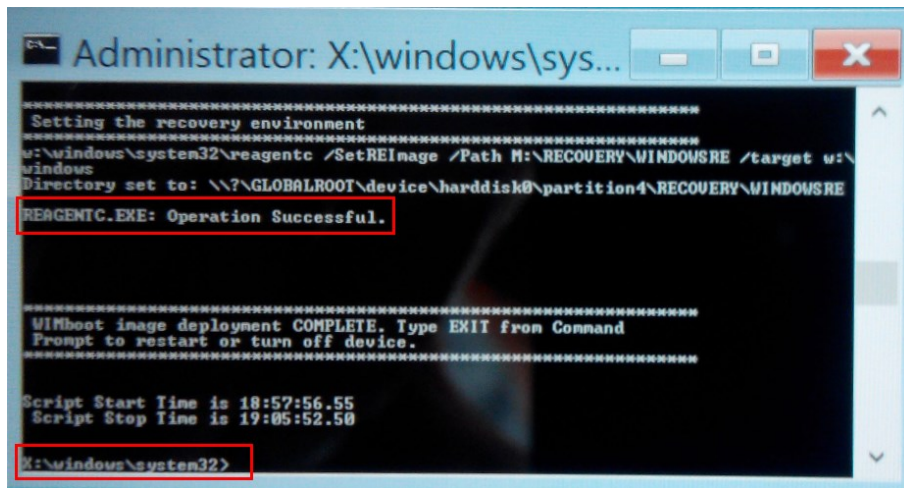 Administrator: X:\windows\sys...
****************************************************************************
Setting the recovery environment
****************************************************************************
w:\windows\system32\reagentc /SetREImage /Path M:\RECOVERY\WINDOWSRE /target w:\
windows
Directory set to: \\?\GLOBALROOT\device\harddisk0\partition4\RECOVERY\WINDOWSRE
REAGENTC.EXE: Operation Successful.
****************************************************************************
WIMboot image deployment COMPLETE. Type EXIT from Command
Prompt to restart or turn off device.
****************************************************************************
Script Start Time is 18:57:56.55
Script Stop Time is 19:05:52.50
X:\windows\system32>